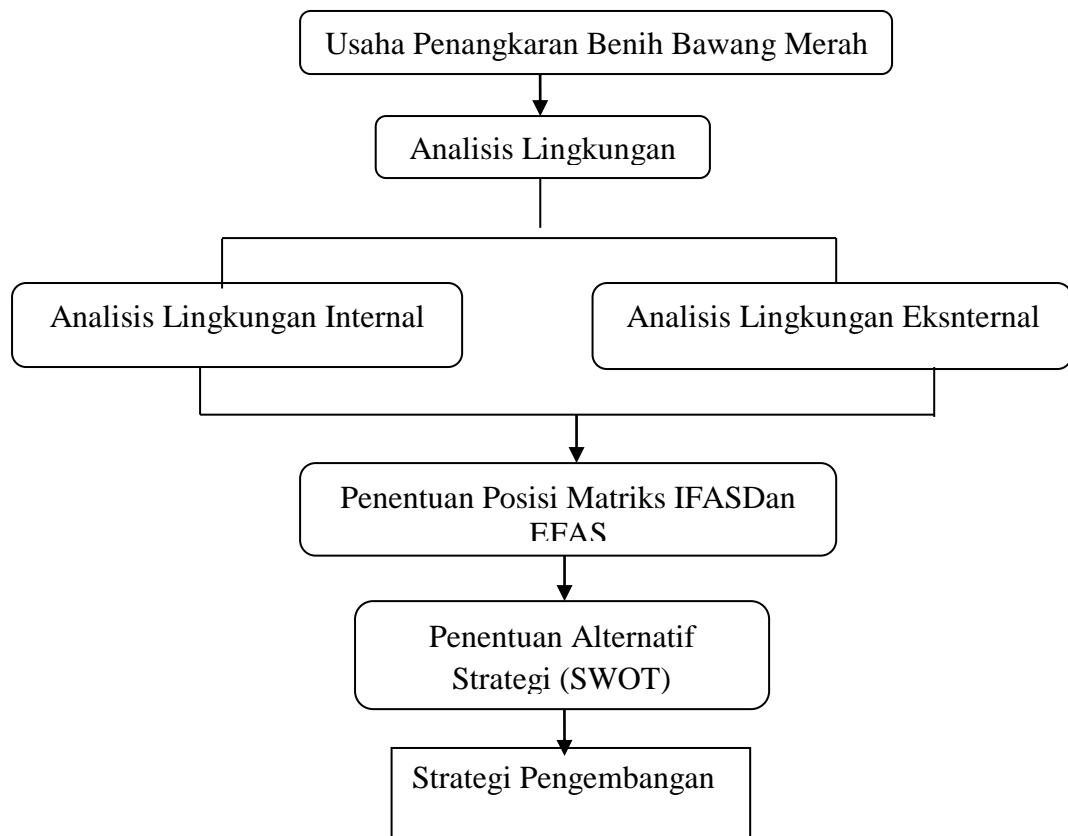 Usaha Penangkaran Benih Bawang Merah
Analisis Lingkungan
Analisis Lingkungan Internal
Analisis Lingkungan Eksnternal
Penentuan Posisi Matriks IFASDan
EFAS
Penentuan Alternatif
Strategi (SWOT)
Strategi Pengembangan